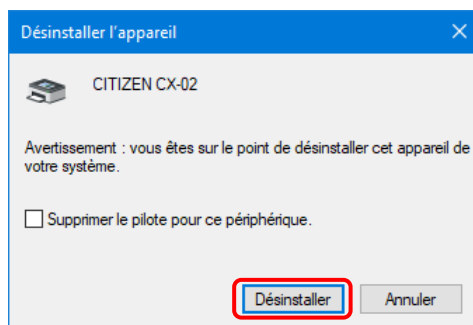 Désinstaller l'appareil
CITIZEN CX-02
Avertissement : vous êtes sur le point de désinstaller cet appareil de
votre système.
Supprimer le pilote pour ce périphérique.
Désinstaller
Annuler